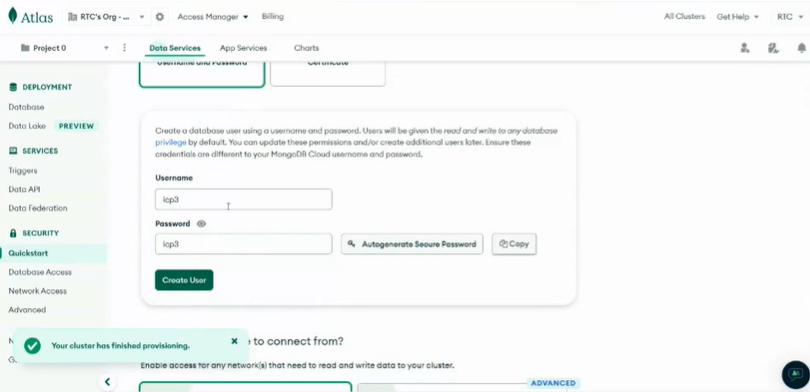 Atlas
RTC's Org - ...
Access Manager
Billing
All Clusters
Get Help
RTC
Project 0
Data Services
App Services
Charts
DEPLOYMENT
Database
Data Lake
PREVIEW
SERVICES
Triggers
Data API
Data Federation
SECURITY
Quickstart
Database Access
Network Access
Advanced
Username and Password
Certificate
Create a database user using a username and password. Users will be given the read and write to any database
privilege by default. You can update these permissions and/or create additional users later. Ensure these
credentials are different to your MongoDB Cloud username and password.
Username
icp3
Password
icp3
Autogenerate Secure Password
Copy
Create User
Your cluster has finished provisioning.
to connect from?
Enable access for any network(s) that need to read and write data to your cluster.
ADVANCED